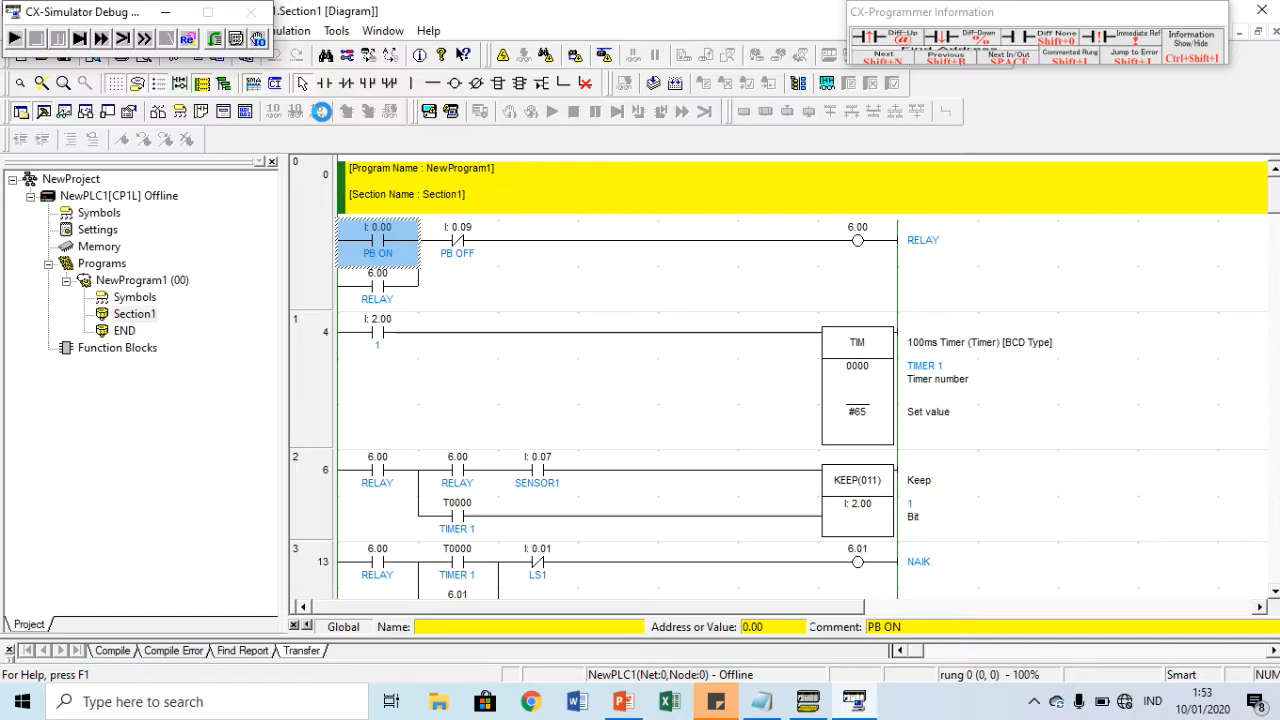 CX-Simulator Debug ...
.Section1 [Diagram]]
CX-Programmer Information
ulation Tools Window Help
Diff-Up
Diff-Down
Diff None
Shift+0
Immediate Ref
!
Information
Show/Hide
Ctrl+Shift+I
Find Address
Next
Shift+N
Previous
Shift+B
Next In/Out
SPACE
Commented Rung
Shift+L
Jump to Error
Shift+J
NewProject
NewPLC1[CP1L] Offline
Symbols
Settings
Memory
Programs
NewProgram1 (00)
Symbols
Section1
END
Function Blocks
Project
0
0
[Program Name : NewProgram1]
[Section Name : Section1]
I: 0.00 I: 0.09 6.00
RELAY
PB ON PB OFF
6.00
RELAY
1
4
I: 2.00
1
TIM 100ms Timer (Timer) [BCD Type]
0000 TIMER 1
Timer number
#65 Set value
2
6
6.00 6.00 I: 0.07
RELAY RELAY SENSOR1
KEEP(011) Keep
I: 2.00 1
Bit
T0000
TIMER 1
3
13
6.00 T0000 I: 0.01 6.01
NAIK
RELAY TIMER 1 LS1
6.01
Global Name: Address or Value: 0.00 Comment: PB ON
Compile Compile Error Find Report Transfer
For Help, press F1 NewPLC1(Net:0,Node:0) - Offline rung 0 (0, 0) - 100% Smart NUM
Type here to search
IND
1:53
10/01/2020
8